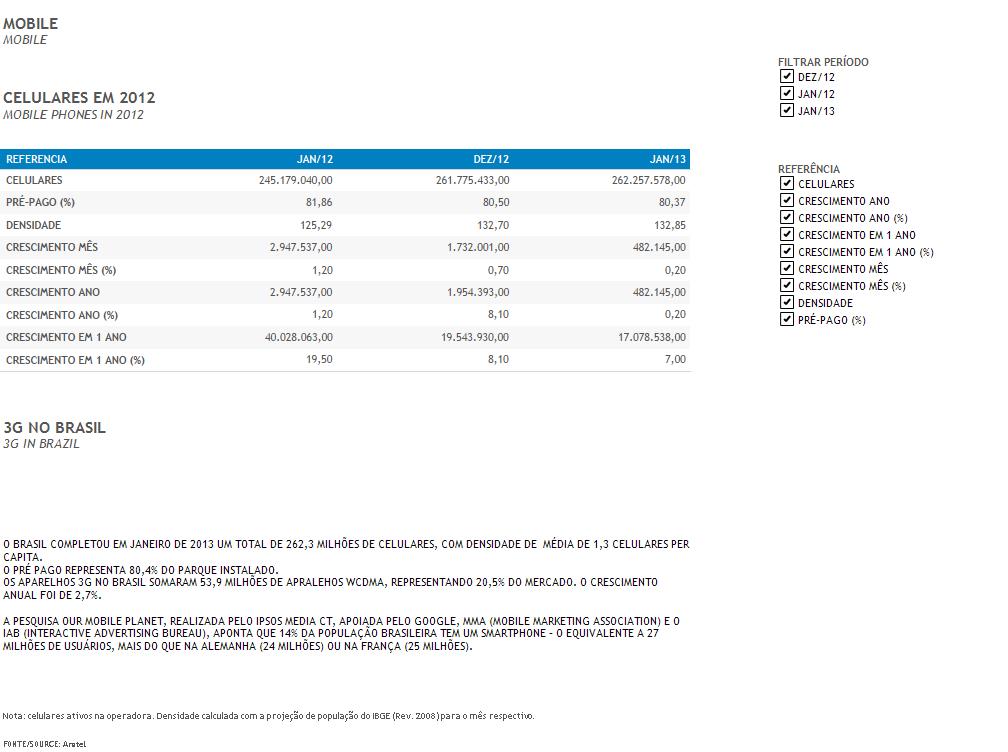 MOBILE
MOBILE
CELULARES EM 2012
MOBILE PHONES IN 2012
REFERENCIA JAN/12 DEZ/12 JAN/13
CELULARES 245.179.040,00 261.775.433,00 262.257.578,00
PRÉ-PAGO (%) 81,86 80,50 80,37
DENSIDADE 125,29 132,70 132,85
CRESCIMENTO MÊS 2.947.537,00 1.732.001,00 482.145,00
CRESCIMENTO MÊS (%) 1,20 0,70 0,20
CRESCIMENTO ANO 2.947.537,00 1.954.393,00 482.145,00
CRESCIMENTO ANO (%) 1,20 8,10 0,20
CRESCIMENTO EM 1 ANO 40.028.063,00 19.543.930,00 17.078.538,00
CRESCIMENTO EM 1 ANO (%) 19,50 8,10 7,00
FILTRAR PERÍODO
DEZ/12
JAN/12
JAN/13
REFERÊNCIA
CELULARES
CRESCIMENTO ANO
CRESCIMENTO ANO (%)
CRESCIMENTO EM 1 ANO
CRESCIMENTO EM 1 ANO (%)
CRESCIMENTO MÊS
CRESCIMENTO MÊS (%)
DENSIDADE
PRÉ-PAGO (%)
3G NO BRASIL
3G IN BRAZIL
O BRASIL COMPLETOU EM JANEIRO DE 2013 UM TOTAL DE 262,3 MILHÕES DE CELULARES, COM DENSIDADE DE MÉDIA DE 1,3 CELULARES PER
CAPITA.
O PRÉ PAGO REPRESENTA 80,4% DO PARQUE INSTALADO.
OS APARELHOS 3G NO BRASIL SOMARAM 53,9 MILHÕES DE APRALEHOS WCDMA, REPRESENTANDO 20,5% DO MERCADO. O CRESCIMENTO
ANUAL FOI DE 2,7%.
A PESQUISA OUR MOBILE PLANET, REALIZADA PELO IPSOS MEDIA CT, APOIADA PELO GOOGLE, MMA (MOBILE MARKETING ASSOCIATION) E O
IAB (INTERACTIVE ADVERTISING BUREAU), APONTA QUE 14% DA POPULAÇÃO BRASILEIRA TEM UM SMARTPHONE - O EQUIVALENTE A 27
MILHÕES DE USUÁRIOS, MAIS DO QUE NA ALEMANHA (24 MILHÕES) OU NA FRANÇA (25 MILHÕES).
Nota: celulares ativos na operadora. Densidade calculada com a projeção de população do IBGE (Rev. 2008) para o mês respectivo.
FONTE/SOURCE: Anatel